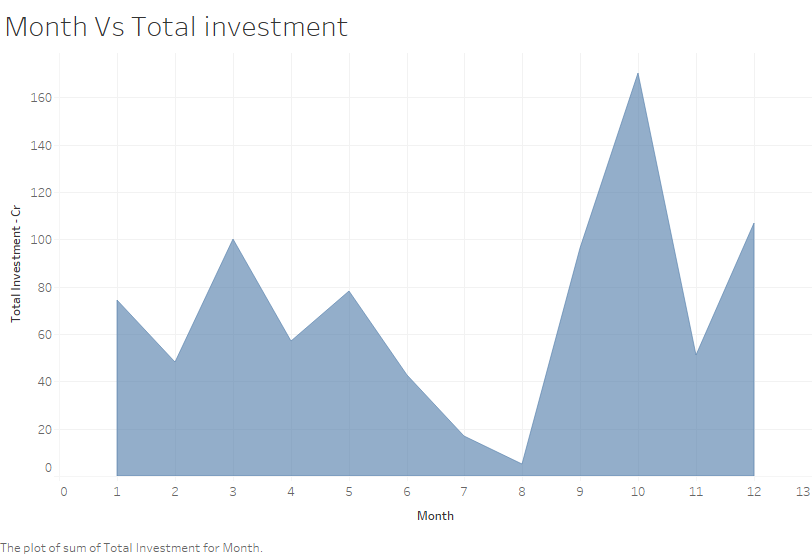 Month Vs Total investment
Total Investment - Cr
160
140
120
100
80
60
40
20
0
0 1 2 3 4 5 6 7 8 9 10 11 12 13
Month
The plot of sum of Total Investment for Month.